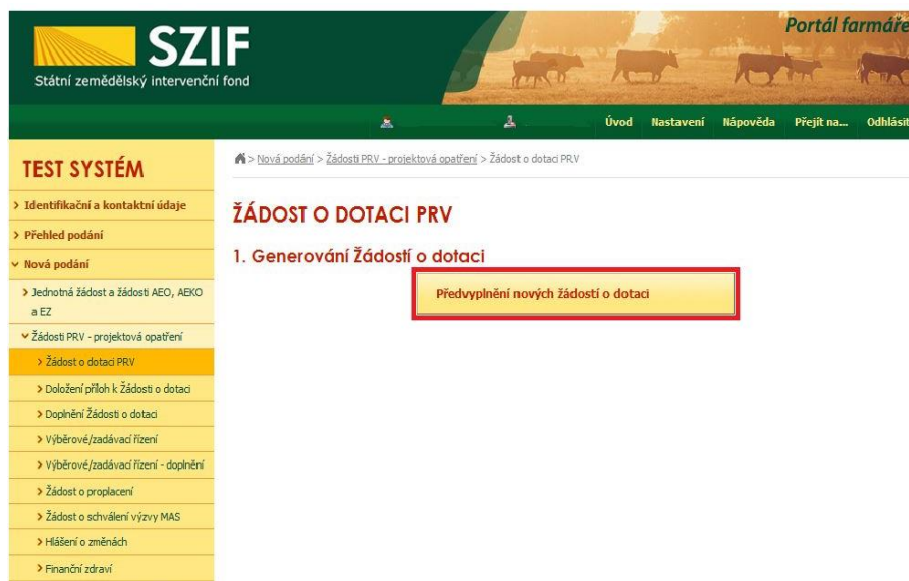 SZIF
Státní zemědělský intervenční fond
Portál farmáře
Úvod Nastavení Nápověda Přejít na... Odhlásit
TEST SYSTÉM
> Identifikační a kontaktní údaje
> Přehled podání
Nová podání
> Jednotná žádost a žádosti AEO, AEKO
a EZ
Žádosti PRV - projektová opatření
> Žádost o dotaci PRV
> Doložení příloh k Žádosti o dotaci
> Doplnění Žádosti o dotaci
> Výběrové/zadávací řízení
> Výběrové/zadávací řízení - doplnění
> Žádost o proplacení
> Žádost o schválení výzvy MAS
> Hlášení o změnách
> Finanční zdraví
> Nová podání > Žádosti PRV - projektová opatření > Žádost o dotaci PRV
ŽÁDOST O DOTACI PRV
1. Generování Žádostí o dotaci
Předvyplnění nových žádostí o dotaci